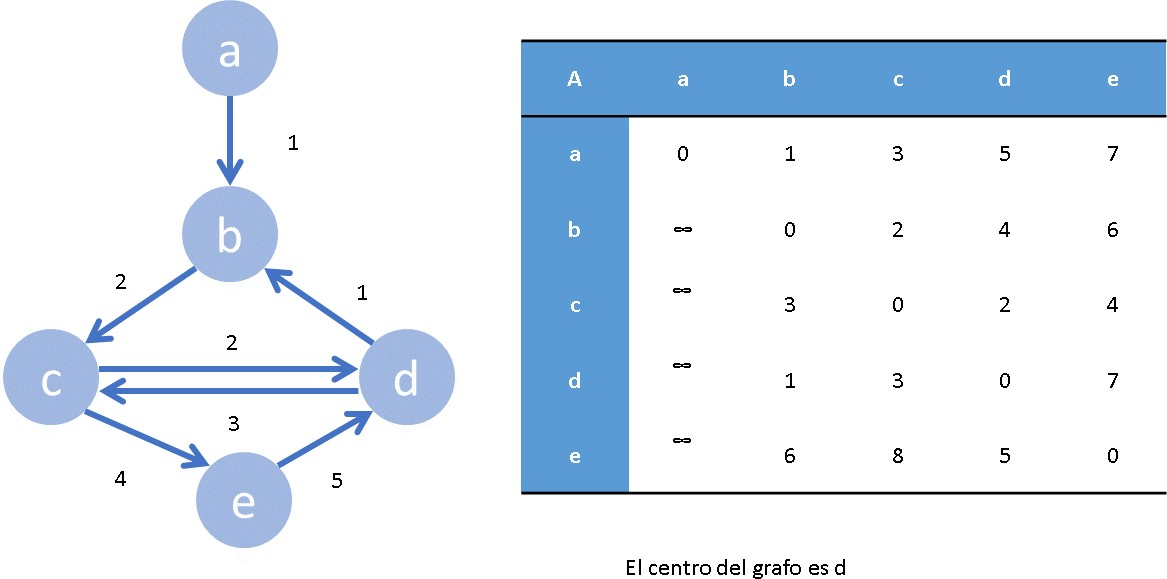 a
1
b
2
1
2
c
d
3
4
5
e
A a b c d e
a 0 1 3 5 7
b ∞ 0 2 4 6
c ∞ 3 0 2 4
d ∞ 1 3 0 7
e ∞ 6 8 5 0
El centro del grafo es d